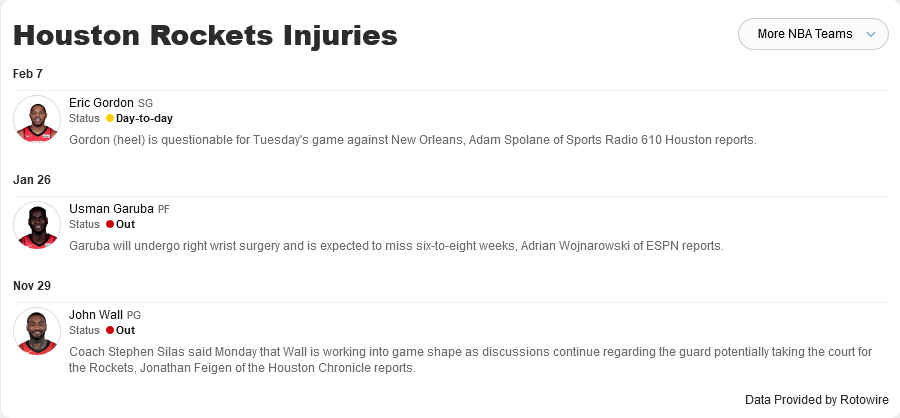 Houston Rockets Injuries
More NBA Teams
Feb 7
Eric Gordon SG
Status Day-to-day
Gordon (heel) is questionable for Tuesday's game against New Orleans, Adam Spolane of Sports Radio 610 Houston reports.
Jan 26
Usman Garuba PF
Status Out
Garuba will undergo right wrist surgery and is expected to miss six-to-eight weeks, Adrian Wojnarowski of ESPN reports.
Nov 29
John Wall PG
Status Out
Coach Stephen Silas said Monday that Wall is working into game shape as discussions continue regarding the guard potentially taking the court for
the Rockets, Jonathan Feigen of the Houston Chronicle reports.
Data Provided by Rotowire